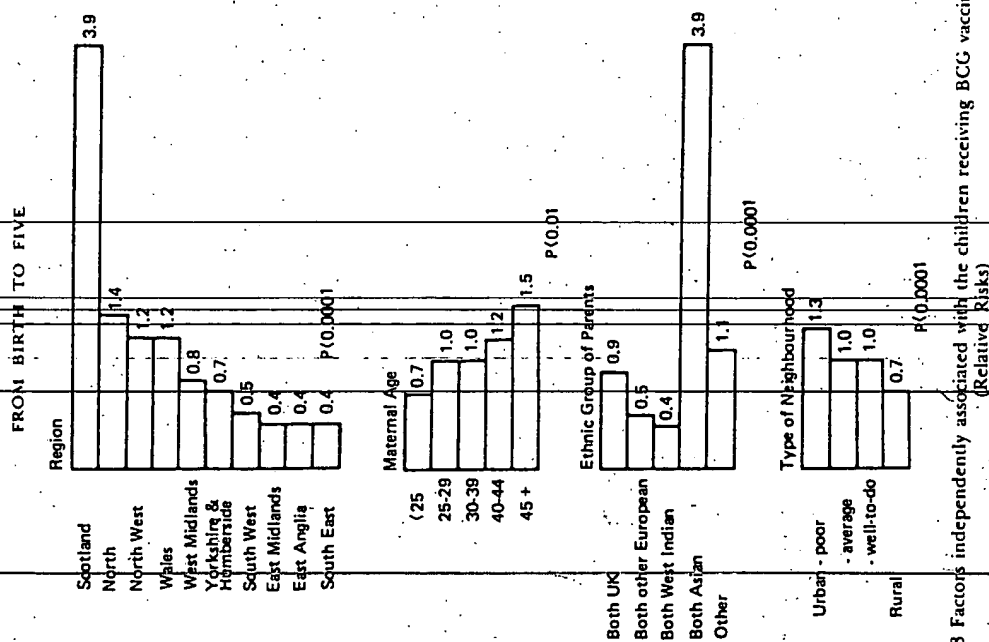 FROM BIRTH TO FIVE
Region
Scotland 3.9
North 1.4
North West 1.2
Wales 1.2
West Midlands 0.8
Yorkshire &
Homberside 0.7
South West 0.5
East Midlands 0.4
East Anglia 0.4
South East 0.4
P(0.0001
Maternal Age
(25 0.7
25-29 1.0
30-39 1.0
40-44 1.2
45+ 1.5
P(0.01
Ethnic Group of Parents
Both UK 0.9
Both other European 0.5
Both West Indian 0.4
Both Asian 3.9
Other 1.1
P(0.0001
Type of Neighbourhood
Urban - poor 1.3
- average 1.0
- well-to-do 1.0
Rural 0.7
P(0.0001
Factors independently associated with the children receiving BCG
(Relative Risks)